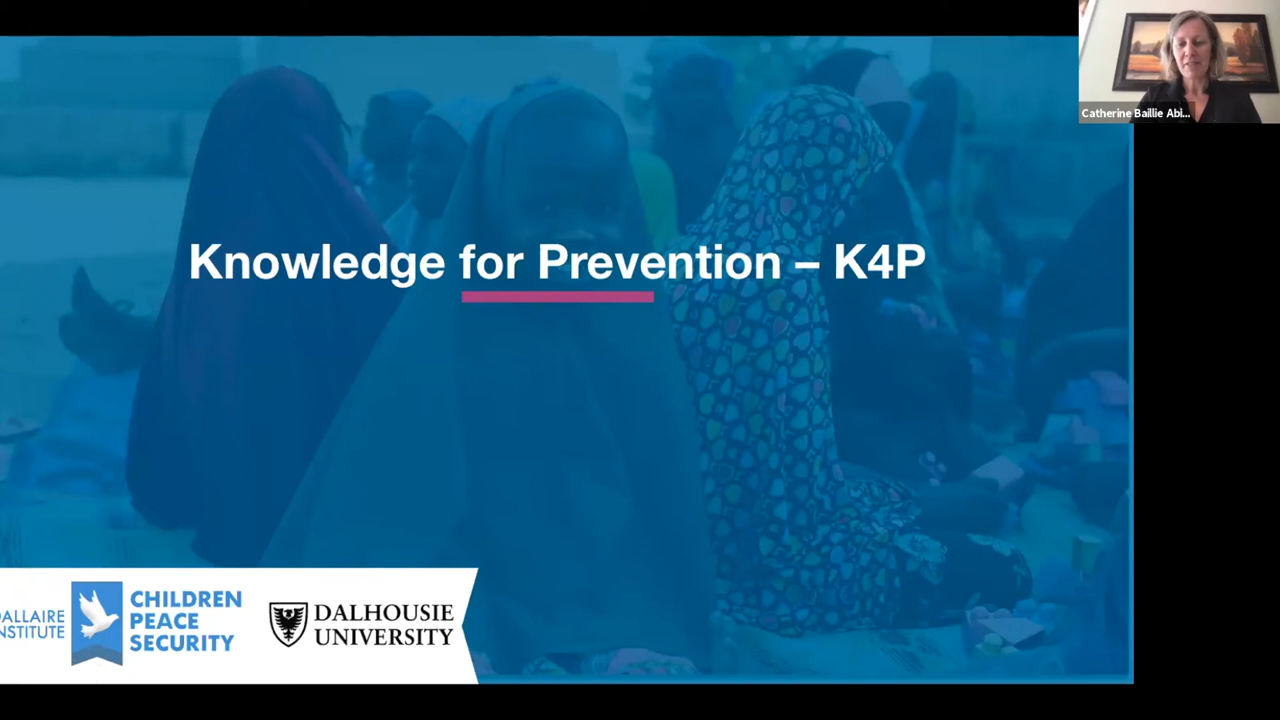 Catherine Baillie Abi...
Knowledge for Prevention – K4P
DALLAIRE
INSTITUTE
CHILDREN
PEACE
SECURITY
DALHOUSIE
UNIVERSITY